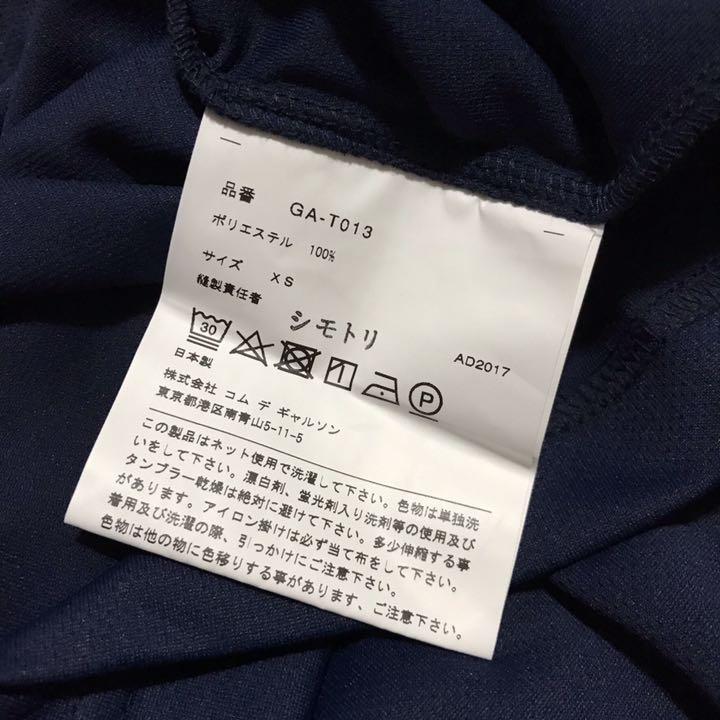 品番 GA-T013
ポリエステル 100%
サイズ XS
縫製責任者
シモトリ
30 P
AD2017
日本製
株式会社 コム デ ギャルソン
東京都港区南青山5-11-5
この製品はネット使用で洗濯して下さい。色物は単独洗
いをして下さい。漂白剤、蛍光剤入り洗剤等の使用及び
タンブラー乾燥は絶対に避けて下さい。多少伸縮する事
があります。アイロン掛けは必ず当て布をして下さい。
着用及び洗濯の際、引っかけにご注意下さい。
色物は他の物に色移りする事が有ります、ご注意下さい。